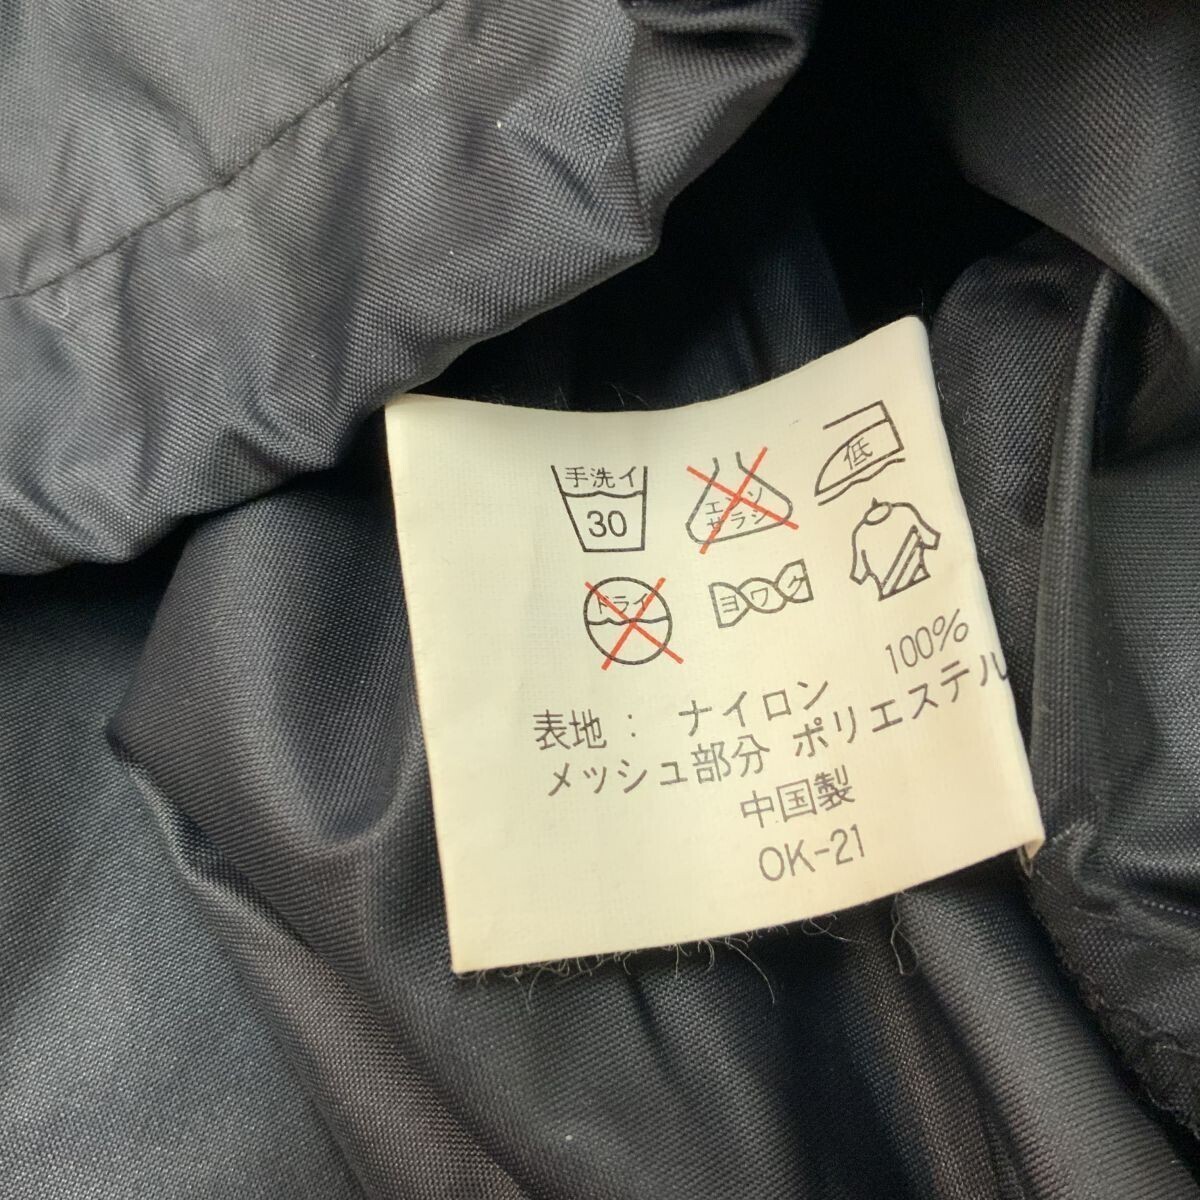 手洗イ
30
エンソ
サラシ
低
ドライ
ヨワク
表地： ナイロン 100%
メッシュ部分 ポリエステル
中国製
OK-21